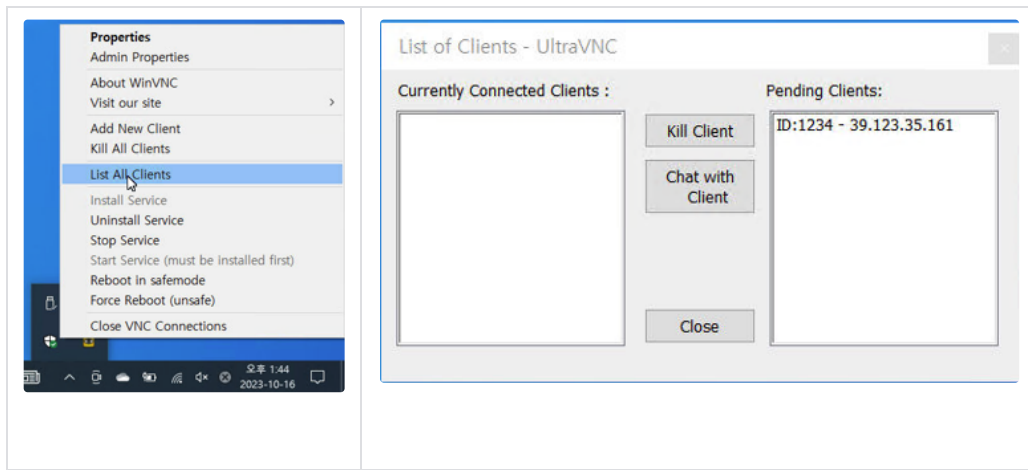 Properties
Admin Properties
About WinVNC
Visit our site
Add New Client
Kill All Clients
List All Clients
Install Service
Uninstall Service
Stop Service
Start Service (must be installed first)
Reboot in safemode
Force Reboot (unsafe)
Close VNC Connections
오후 1:44
2023-10-16
List of Clients - UltraVNC
Currently Connected Clients :
Pending Clients:
Kill Client
ID:1234 - 39.123.35.161
Chat with
Client
Close